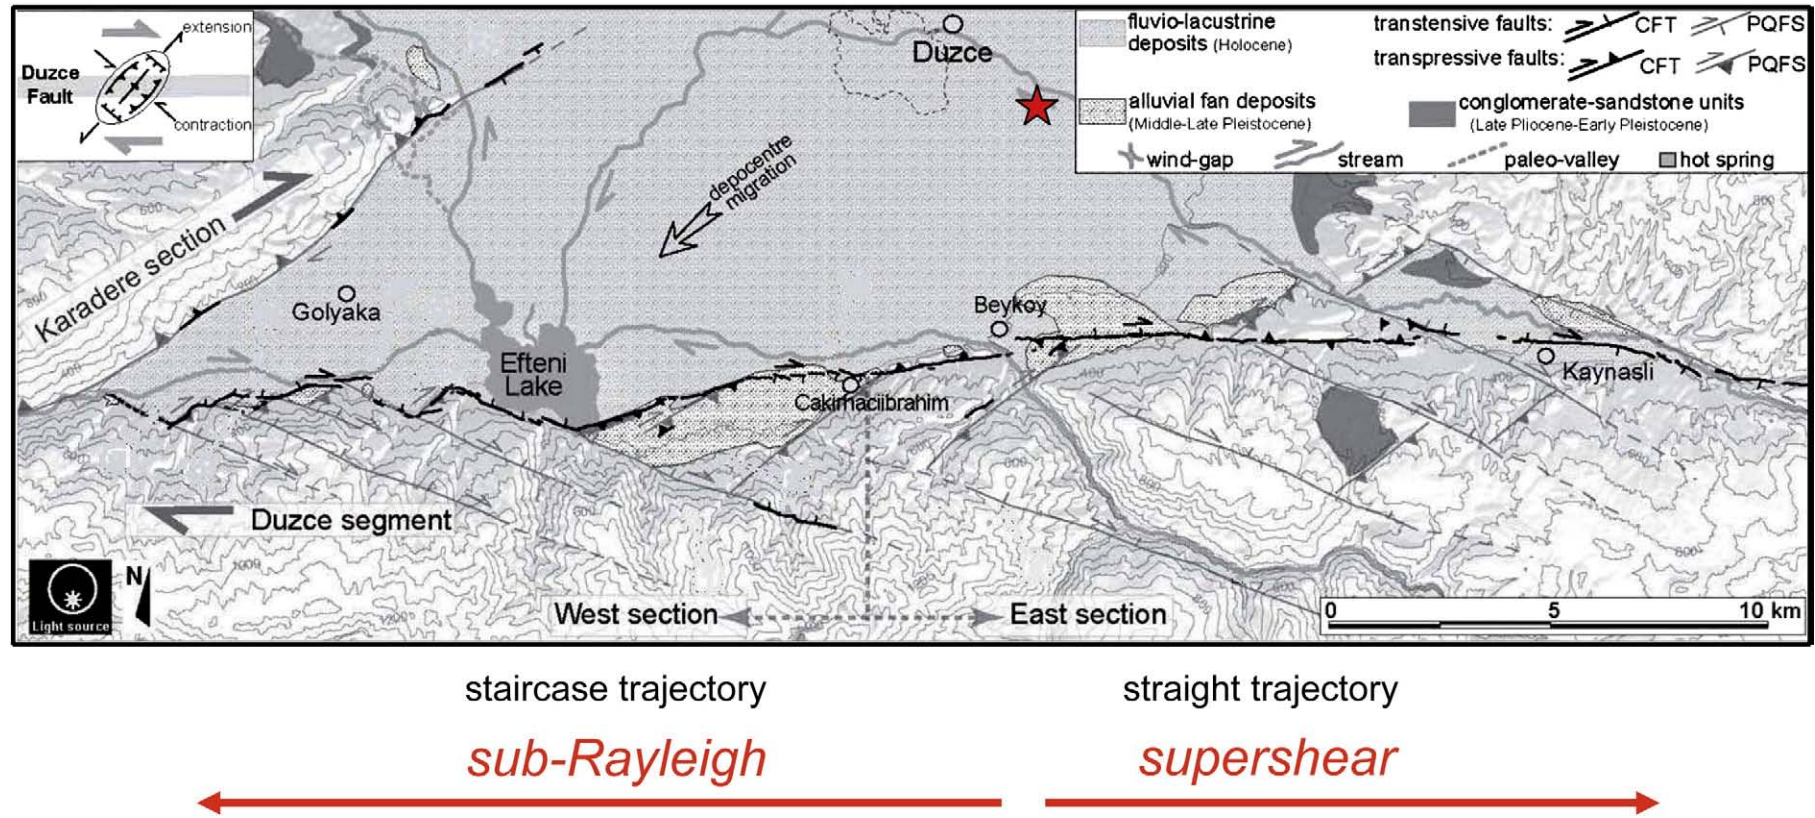 extension
Duzce
Fault
contraction
Duzce
fluvio-lacustrine
deposits (Holocene)
transtensive faults: CFT PQFS
transpressive faults: CFT PQFS
alluvial fan deposits
(Middle-Late Pleistocene)
conglomerate-sandstone units
(Late Pliocene-Early Pleistocene)
wind-gap stream paleo-valley hot spring
depocentre
migration
Karadere section
Golyaka
Efteni
Lake
Beykoy
Cakimaciibrahim
Kaynasli
Duzce segment
West section
East section
Light source
N
0 5 10 km
staircase trajectory
straight trajectory
sub-Rayleigh
supershear